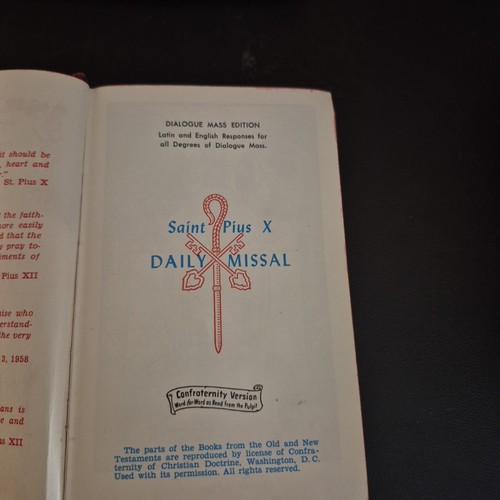 it should be
heart and
St. Pius X
the faith-
more easily
d that the
y pray to-
iments of
Pius XII
aise who
erstand-
the very
3, 1958
ans is
e and
XII
DIALOGUE MASS EDITION
Latin and English Responses for
all Degrees of Dialogue Mass.
Saint Pius X
DAILY MISSAL
Confraternity Version
Word-for-Word as Read from the Pulpit
The parts of the Books from the Old and New
Testaments are reproduced by license of Confra-
ternity of Christian Doctrine, Washington, D. C.
Used with its permission. All rights reserved.